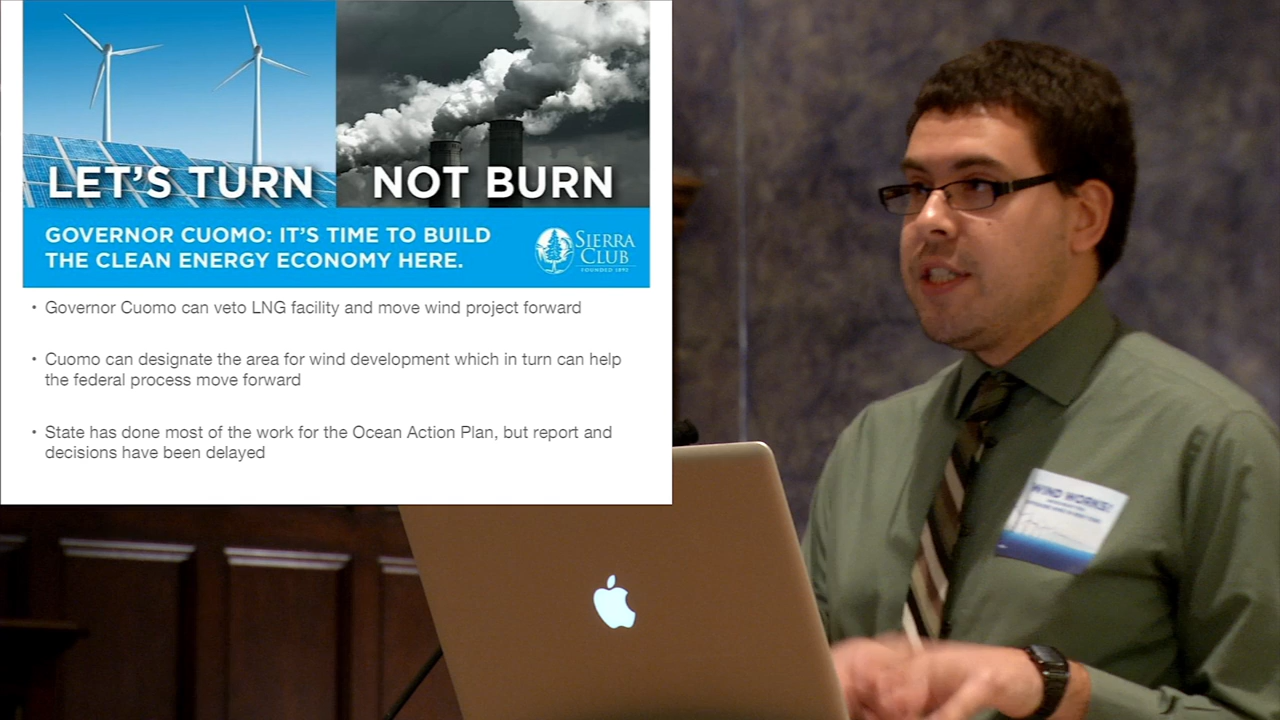 LET'S TURN
NOT BURN
GOVERNOR CUOMO: IT'S TIME TO BUILD
THE CLEAN ENERGY ECONOMY HERE.
SIERRA
CLUB
FOUNDED 1892
• Governor Cuomo can veto LNG facility and move wind project forward
• Cuomo can designate the area for wind development which in turn can help
the federal process move forward
• State has done most of the work for the Ocean Action Plan, but report and
decisions have been delayed
WIND WORKS!